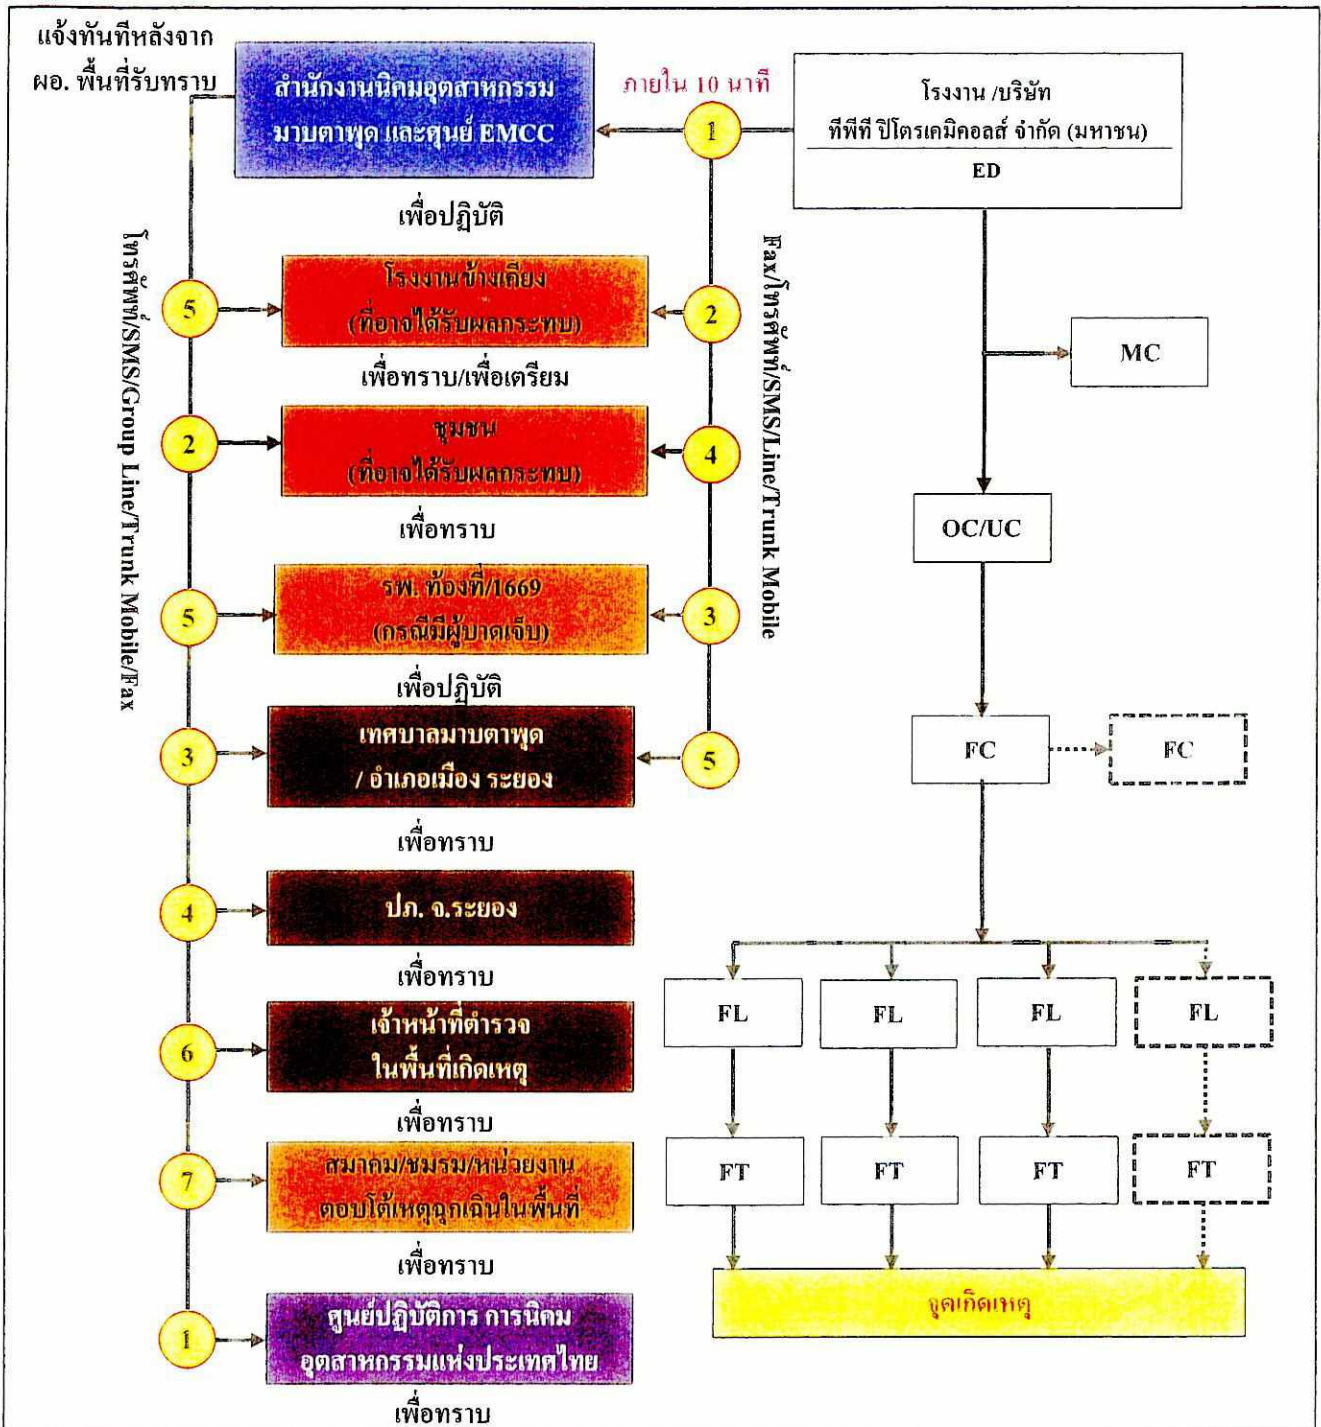 แจ้งทันทีหลังจาก
ผอ. พื้นที่รับทราบ
สำนักงานนิคมอุตสาหกรรม
มาบตาพุด และศูนย์ EMCC
เพื่อปฏิบัติ
ภายใน 10 นาที
1
โรงงาน /บริษัท
ทีพีที ปิโตรเคมิคอลส์ จำกัด (มหาชน)
ED
โทรศัพท์/SMS/Group Line/Trunk Mobile/Fax
Fax/โทรศัพท์/SMS/Line/Trunk Mobile
5
โรงงานข้างเคียง
(ที่อาจได้รับผลกระทบ)
2
เพื่อทราบ/เพื่อเตรียม
MC
2
ชุมชน
(ที่อาจได้รับผลกระทบ)
4
เพื่อทราบ
OC/UC
5
รพ. ท้องที่/1669
(กรณีมีผู้บาดเจ็บ)
3
เพื่อปฏิบัติ
3
เทศบาลมาบตาพุด
/ อำเภอเมือง ระยอง
5
เพื่อทราบ
FC
FC
4
ปภ. จ.ระยอง
เพื่อทราบ
6
เจ้าหน้าที่ตำรวจ
ในพื้นที่เกิดเหตุ
เพื่อทราบ
FL
FL
FL
FL
7
สมาคม/ชมรม/หน่วยงาน
ตอบโต้เหตุฉุกเฉินในพื้นที่
เพื่อทราบ
FT
FT
FT
FT
จุดเกิดเหตุ
1
ศูนย์ปฏิบัติการ การนิคม
อุตสาหกรรมแห่งประเทศไทย
เพื่อทราบ